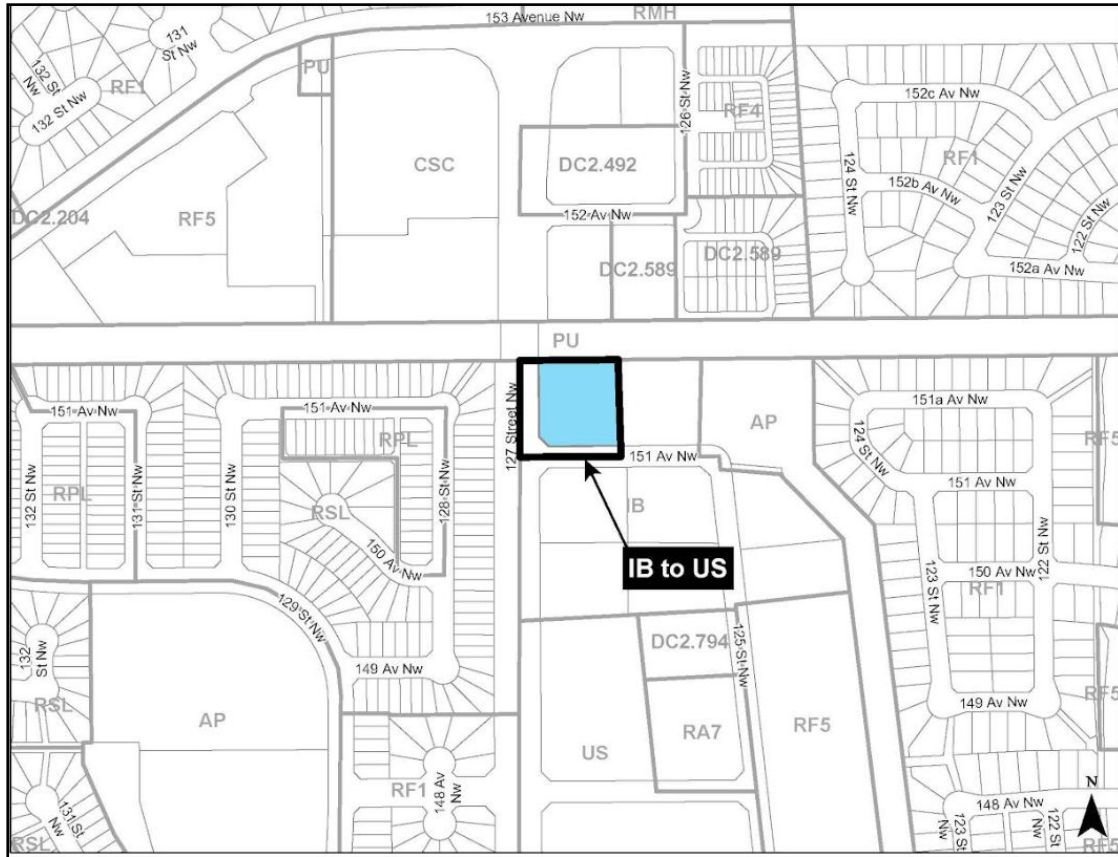 153 Avenue Nw
RMH
131
St Nw
132 St
Nw
RF1
132 St Nw
PU
126 St Nw
RF4
152c Av Nw
CSC
DC2.492
RF1
124 St Nw
152b Av Nw
123 St Nw
122 St Nw
DC2.204
RF5
152 Av Nw
DC2.589
DC2.589
152a Av Nw
PU
151 Av Nw
151 Av Nw
RPL
127 Street Nw
151 Av Nw
AP
151a Av Nw
RF5
124 St Nw
132 St Nw
RPL
131 St Nw
130 St Nw
RSL
128 St Nw
150 Av Nw
IB
151 Av Nw
122 St Nw
IB to US
123 St Nw
150 Av Nw
RF1
129 St Nw
132
St Nw
149 Av Nw
DC2.794
125 St Nw
RSL
AP
US
RA7
RF5
149 Av Nw
RF5
RF1
148 Av
Nw
131 St
Nw
RSL
N
148 Av Nw
123 St
Nw
122 St
Nw
RF5